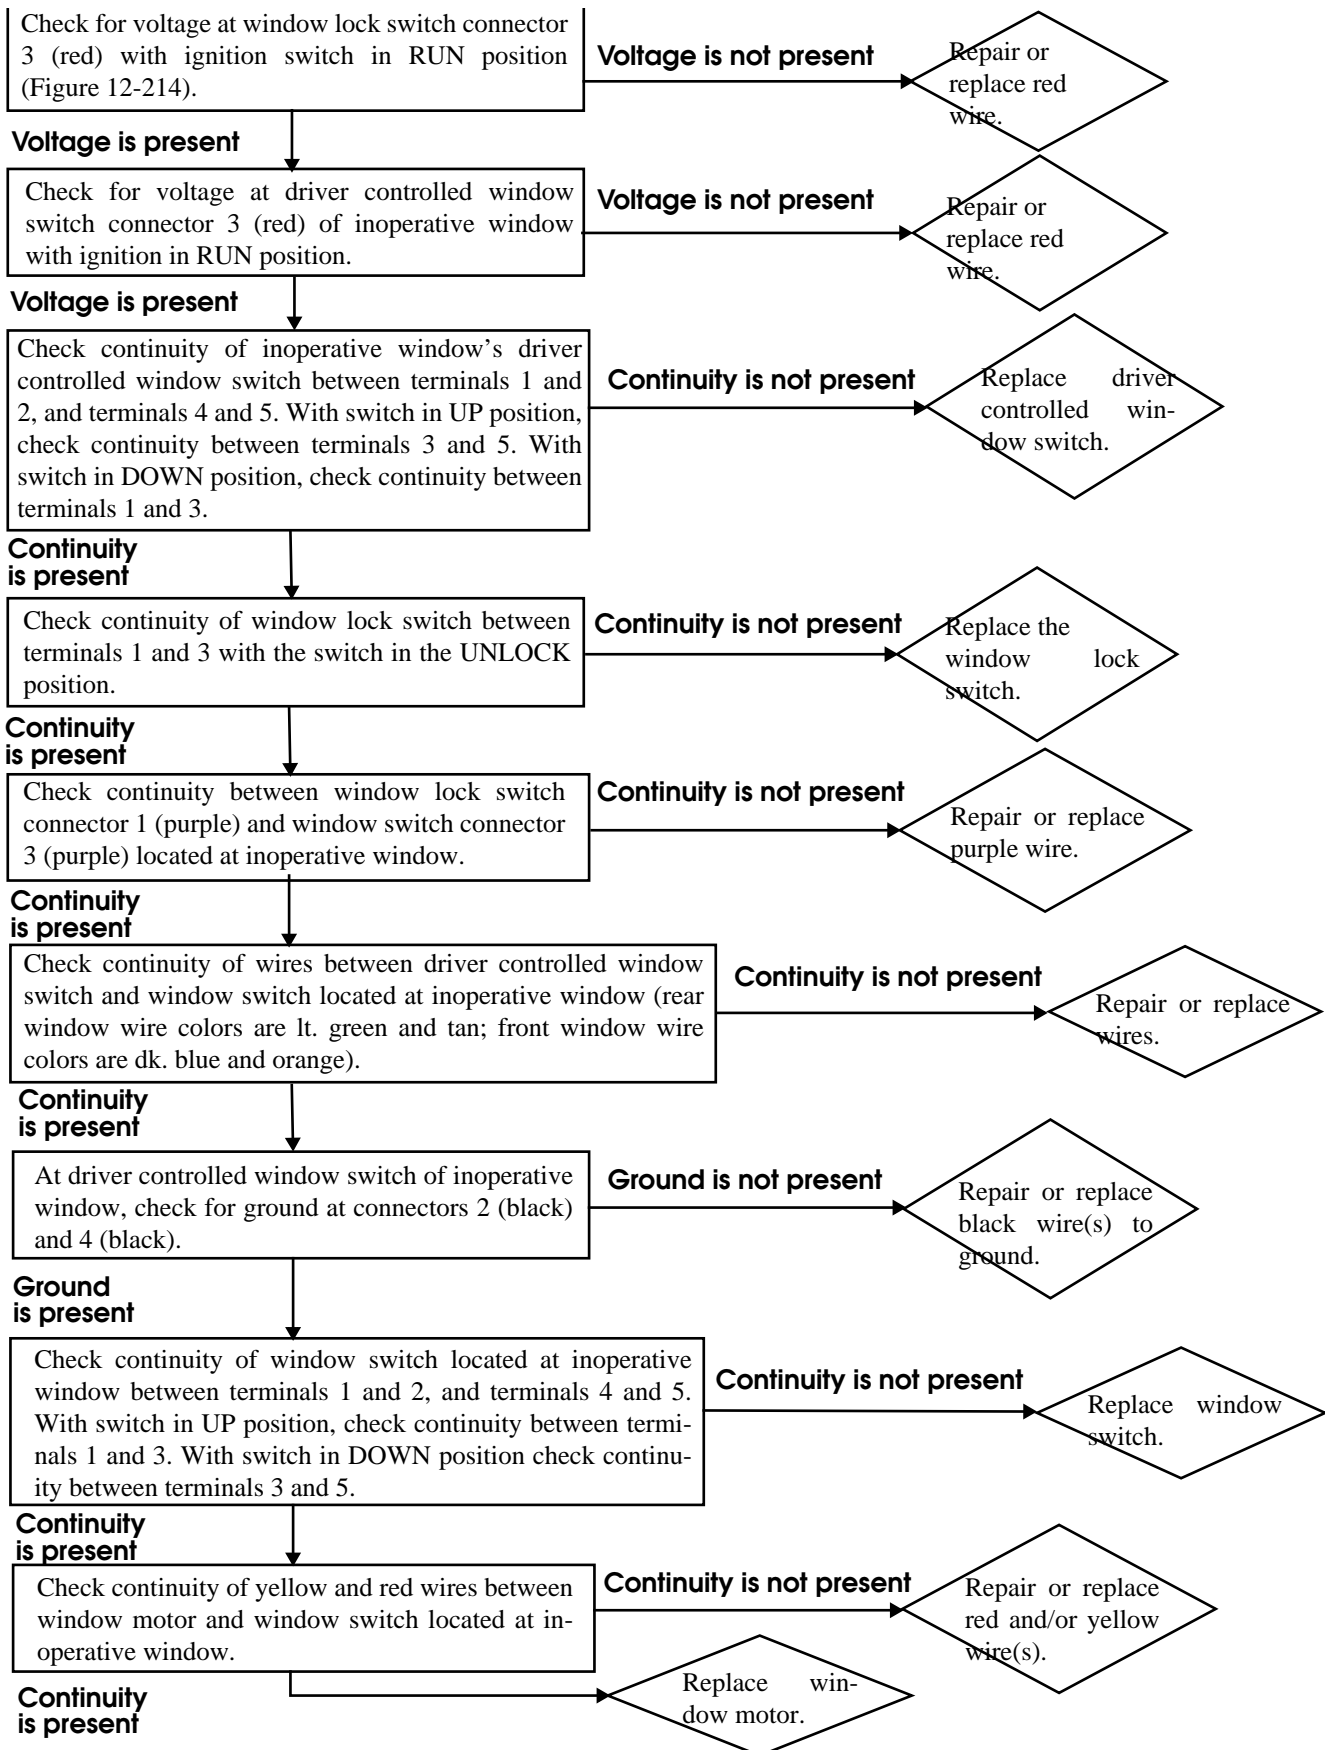 Check for voltage at window lock switch connector
3 (red) with ignition switch in RUN position
(Figure 12-214).
Voltage is not present
Repair or
replace red
wire.
Voltage is present
Check for voltage at driver controlled window
switch connector 3 (red) of inoperative window
with ignition in RUN position.
Voltage is not present
Repair or
replace red
wire.
Voltage is present
Check continuity of inoperative window’s driver
controlled window switch between terminals 1 and
2, and terminals 4 and 5. With switch in UP position,
check continuity between terminals 3 and 5. With
switch in DOWN position, check continuity between
terminals 1 and 3.
Continuity is not present
Replace driver
controlled win-
dow switch.
Continuity
is present
Check continuity of window lock switch between
terminals 1 and 3 with the switch in the UNLOCK
position.
Continuity is not present
Replace the
window lock
switch.
Continuity
is present
Check continuity between window lock switch
connector 1 (purple) and window switch connector
3 (purple) located at inoperative window.
Continuity is not present
Repair or replace
purple wire.
Continuity
is present
Check continuity of wires between driver controlled window
switch and window switch located at inoperative window (rear
window wire colors are lt. green and tan; front window wire
colors are dk. blue and orange).
Continuity is not present
Repair or replace
wires.
Continuity
is present
At driver controlled window switch of inoperative
window, check for ground at connectors 2 (black)
and 4 (black).
Ground is not present
Repair or replace
black wire(s) to
ground.
Ground
is present
Check continuity of window switch located at inoperative
window between terminals 1 and 2, and terminals 4 and 5.
With switch in UP position, check continuity between termi-
nals 1 and 3. With switch in DOWN position check continu-
ity between terminals 3 and 5.
Continuity is not present
Replace window
switch.
Continuity
is present
Check continuity of yellow and red wires between
window motor and window switch located at in-
operative window.
Continuity is not present
Repair or replace
red and/or yellow
wire(s).
Continuity
is present
Replace win-
dow motor.